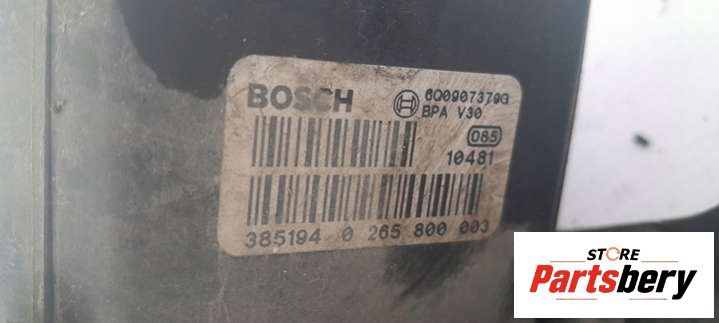 BOSCH
6Q0907379G
BPA V30
085
10481
385194 0 265 800 003
STORE
Partsbery